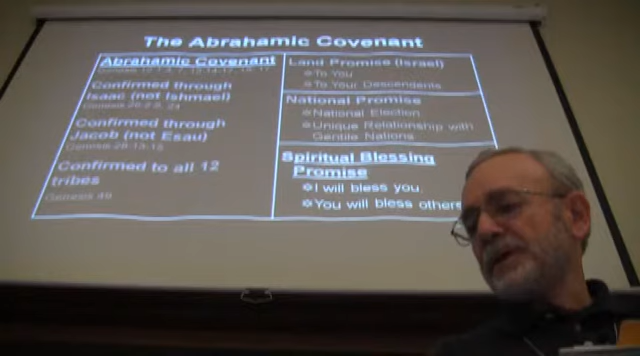 The Abrahamic Covenant
Abrahamic Covenant
Confirmed through
Isaac (not Ishmael)
Confirmed through
Jacob (not Esau)
Genesis 28:13-15
Confirmed to all 12
tribes
Genesis 49
Land Promise (Israel)
To You
To Your Descendents
National Promise
National Election
Unique Relationship with
Gentile Nations
Spiritual Blessing
Promise
I will bless you.
You will bless others